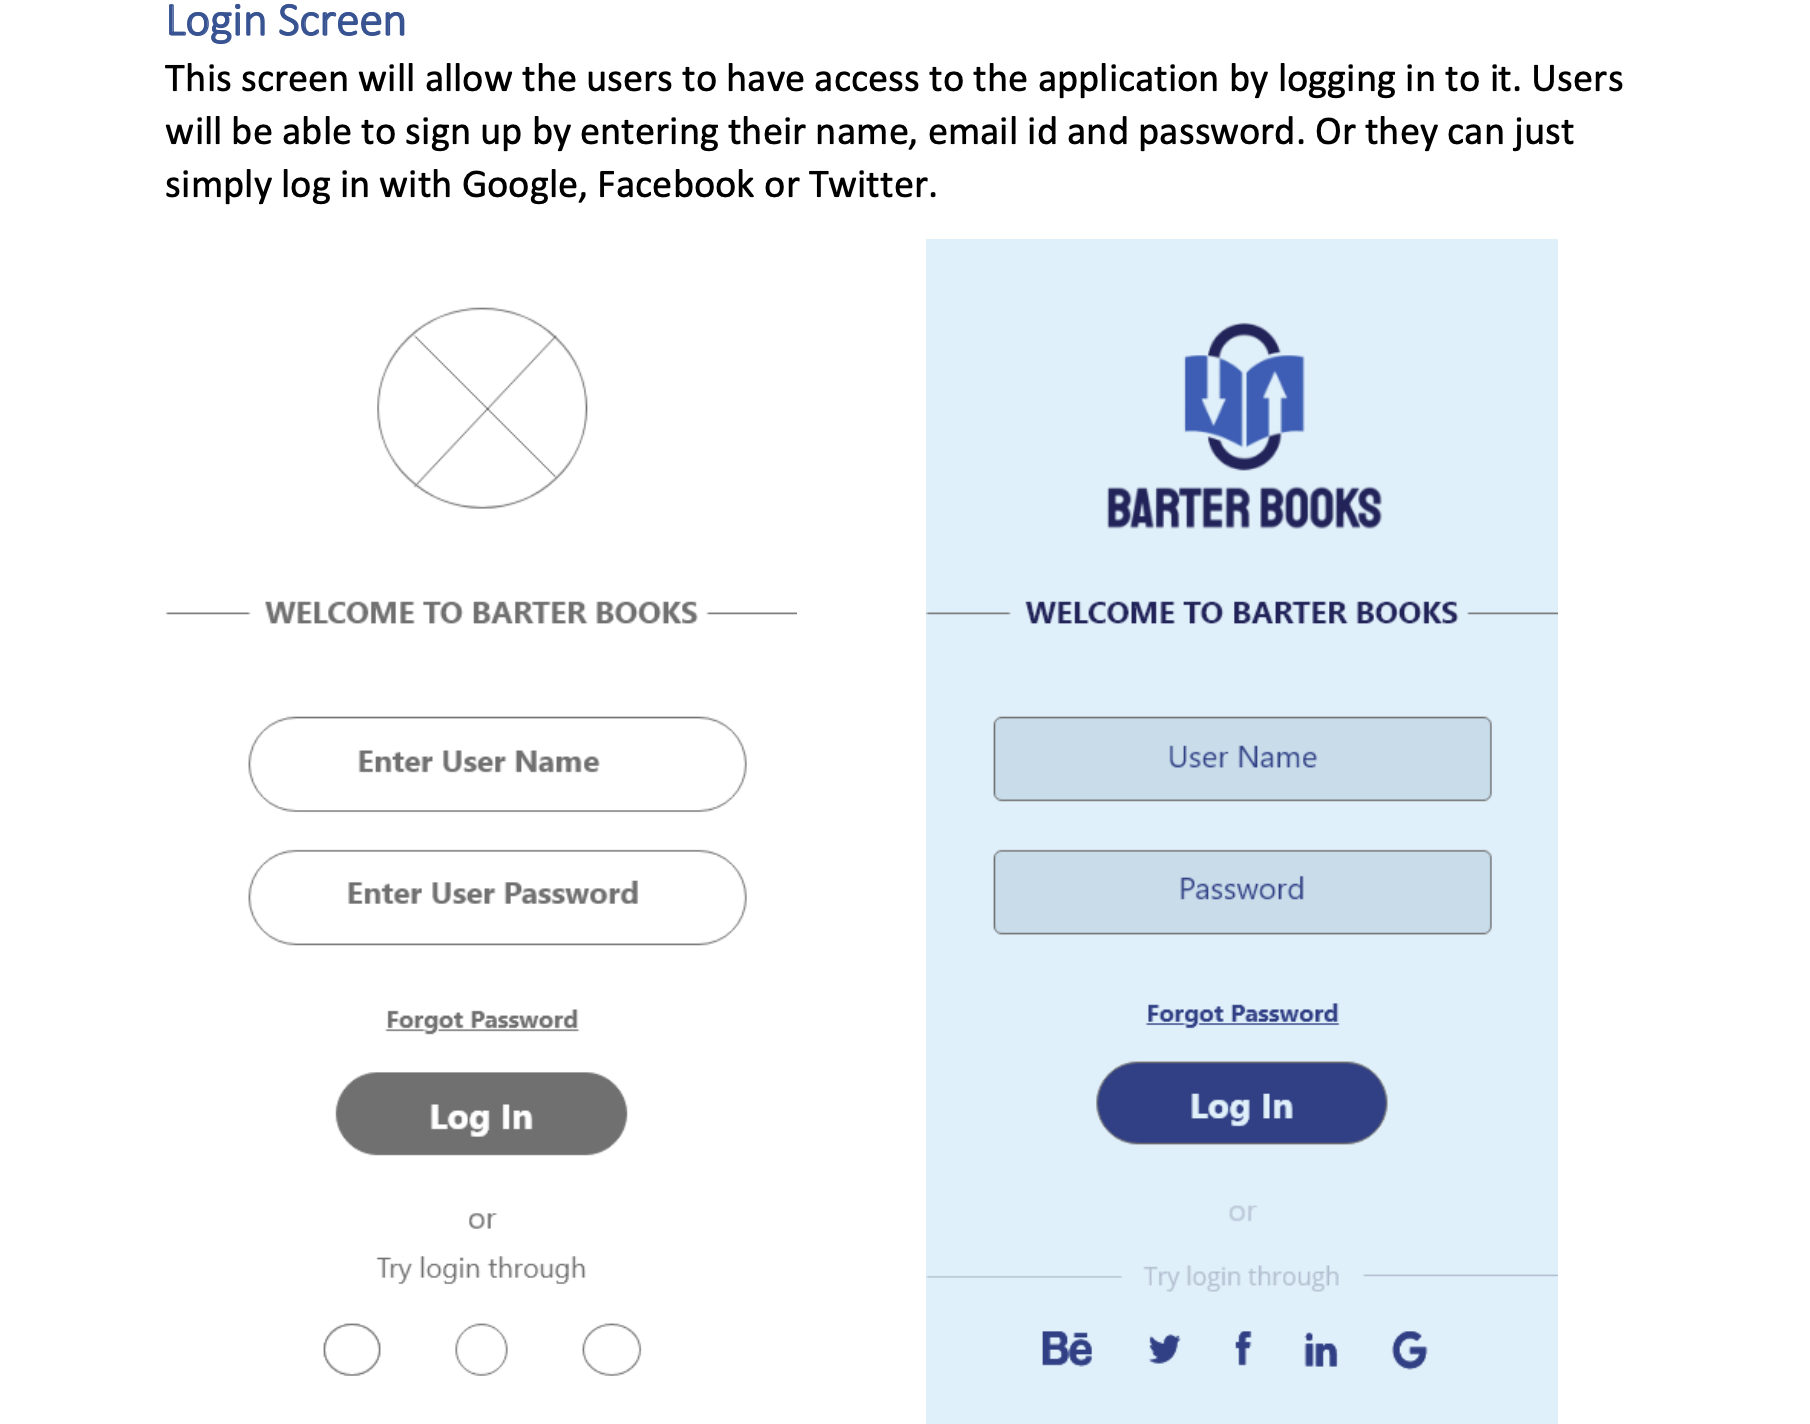 Login Screen
This screen will allow the users to have access to the application by logging in to it. Users
will be able to sign up by entering their name, email id and password. Or they can just
simply log in with Google, Facebook or Twitter.
WELCOME TO BARTER BOOKS
Enter User Name
Enter User Password
Forgot Password
Log In
or
Try login through
BARTER BOOKS
WELCOME TO BARTER BOOKS
User Name
Password
Forgot Password
Log In
or
Try login through
Bē f in G